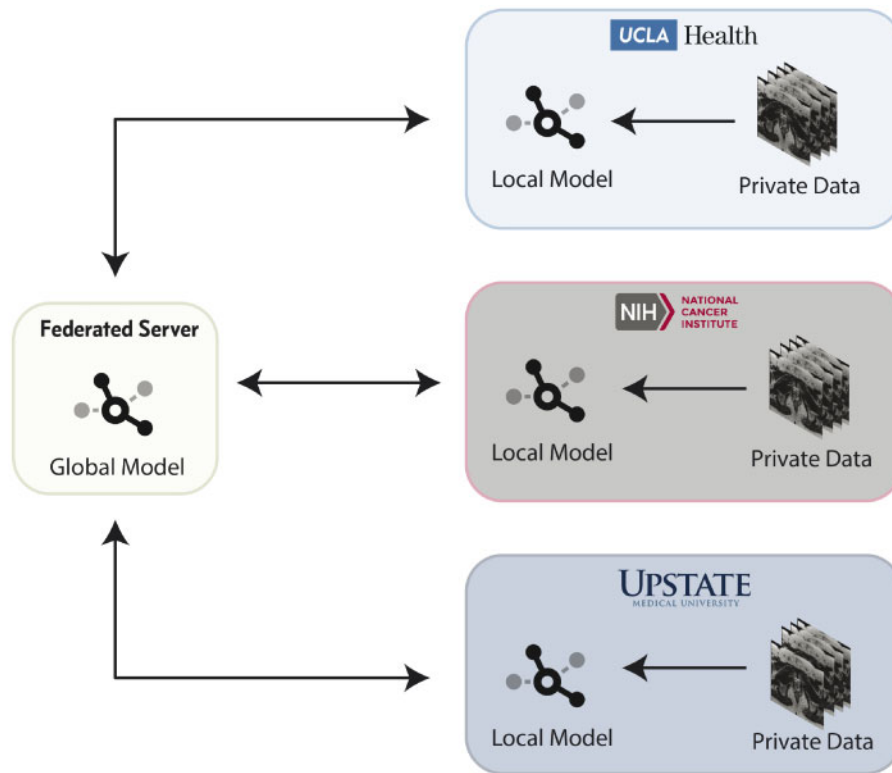 UCLA Health
Local Model
Private Data
NIH NATIONAL
CANCER
INSTITUTE
Federated Server
Global Model
Local Model
Private Data
UPSTATE
MEDICAL UNIVERSITY
Local Model
Private Data